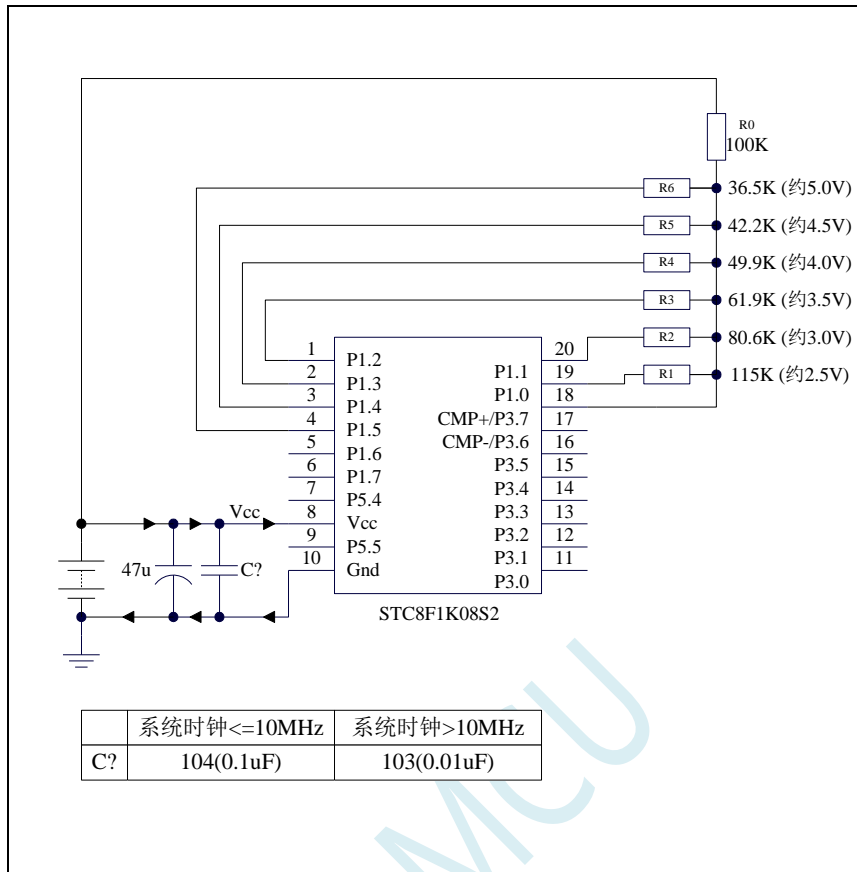 R0
100K
R6
36.5K (约5.0V)
R5
42.2K (约4.5V)
R4
49.9K (约4.0V)
R3
61.9K (约3.5V)
R2
80.6K (约3.0V)
R1
115K (约2.5V)
1
P1.2
2
P1.3
3
P1.4
4
P1.5
5
P1.6
6
P1.7
7
P5.4
8
Vcc
9
P5.5
10
Gnd
20
P1.1
19
P1.0
18
CMP+/P3.7
17
CMP-/P3.6
16
P3.5
15
P3.4
14
P3.3
13
P3.2
12
P3.1
11
P3.0
Vcc
47u
C?
STC8F1K08S2
系统时钟<=10MHz 系统时钟>10MHz
C? 104(0.1uF) 103(0.01uF)
MCU